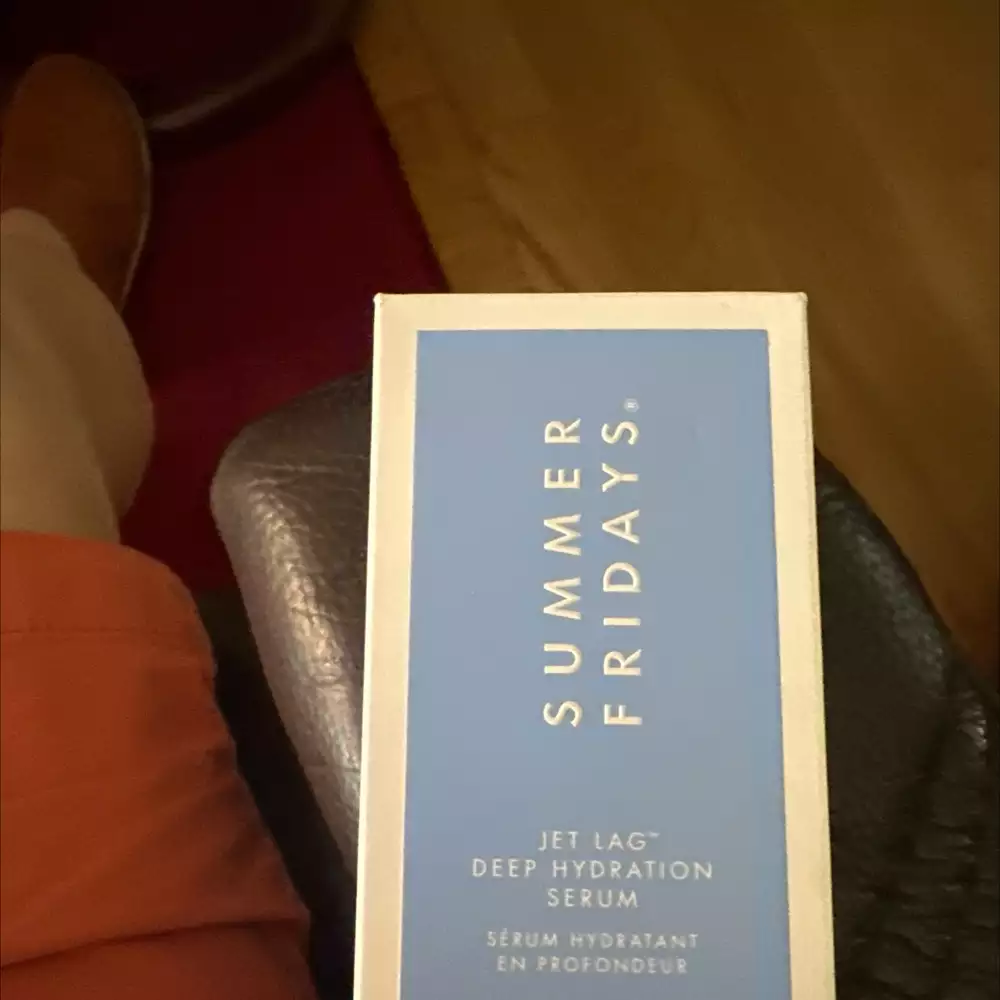 SUMMER
FRIDAYS®
JET LAG™
DEEP HYDRATION
SERUM
SÉRUM HYDRATANT
EN PROFONDEUR